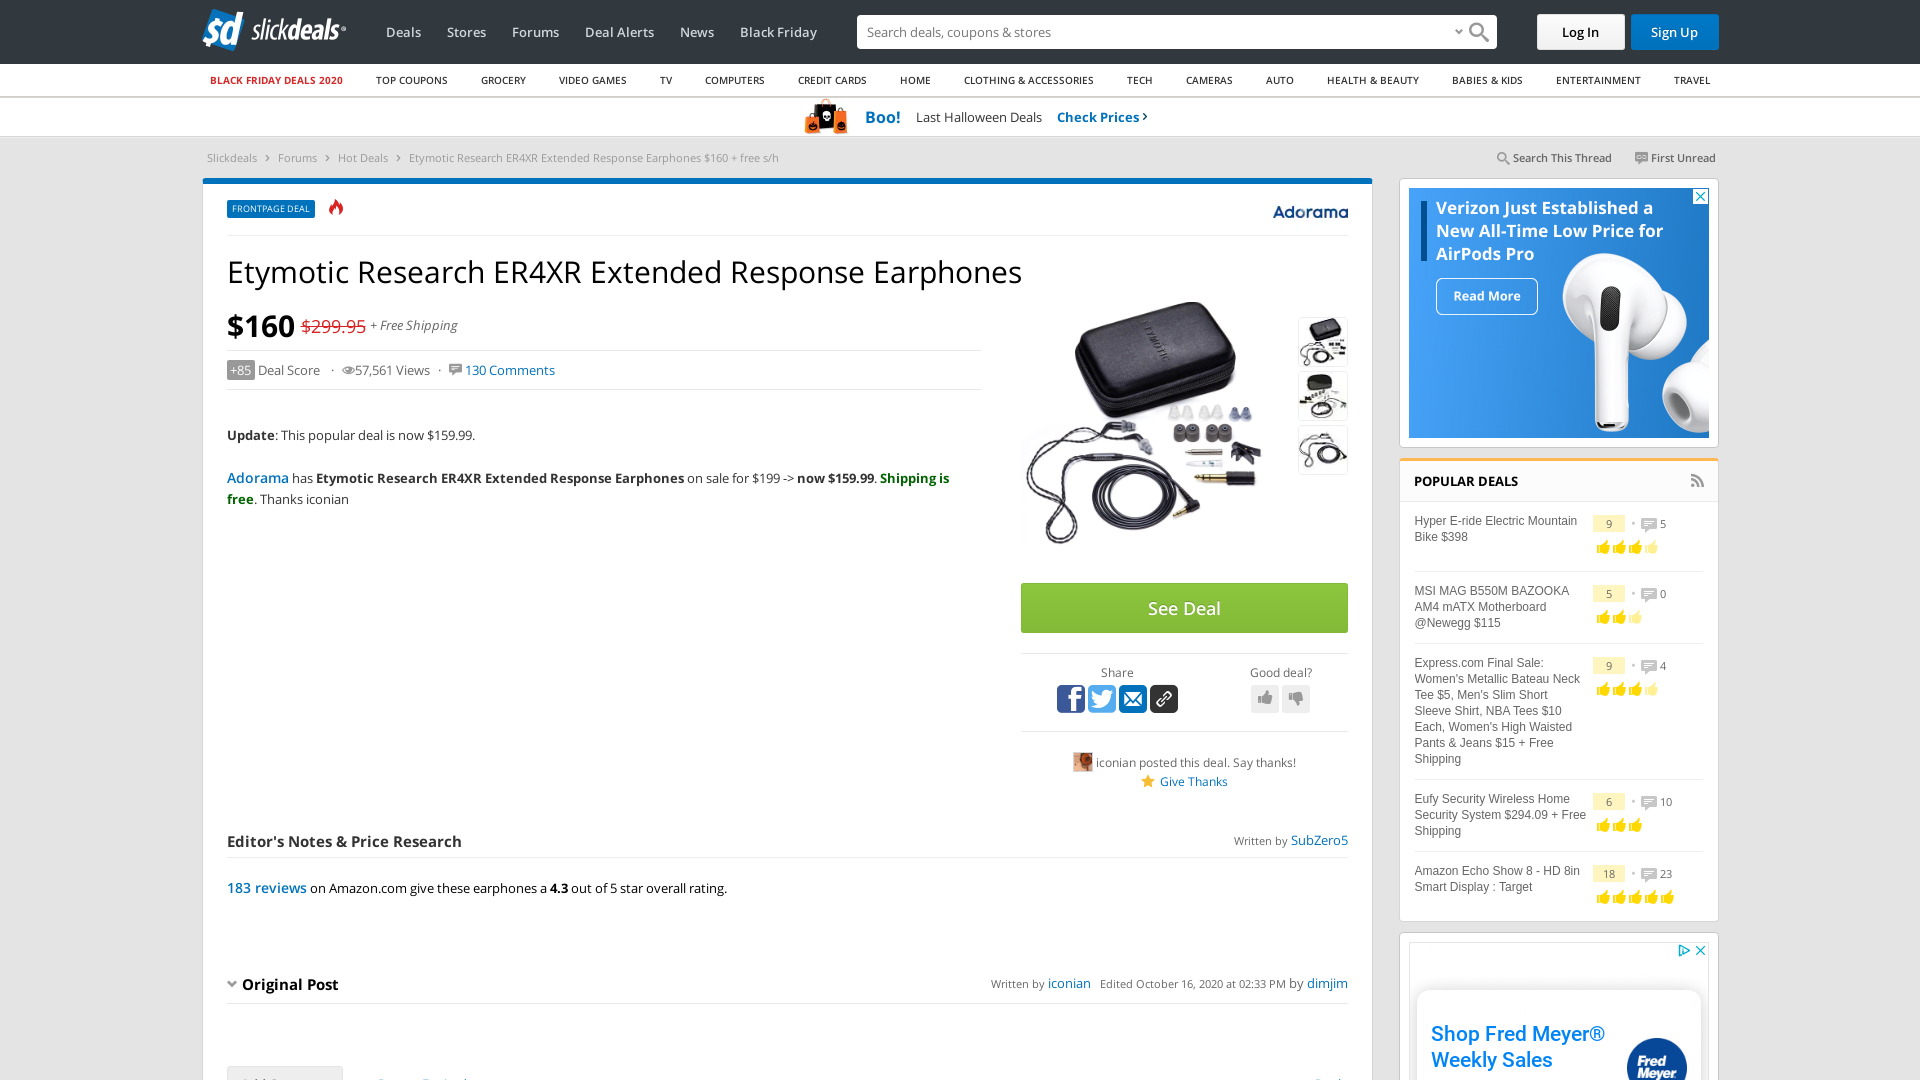 sd slickdeals
Deals
Stores
Forums
Deal Alerts
News
Black Friday
Search deals, coupons & stores
Log In
Sign Up
BLACK FRIDAY DEALS 2020
TOP COUPONS
GROCERY
VIDEO GAMES
TV
COMPUTERS
CREDIT CARDS
HOME
CLOTHING & ACCESSORIES
TECH
CAMERAS
AUTO
HEALTH & BEAUTY
BABIES & KIDS
ENTERTAINMENT
TRAVEL
Boo! Last Halloween Deals Check Prices
Slickdeals > Forums > Hot Deals > Etymotic Research ER4XR Extended Response Earphones $160 + free s/h
Search This Thread
First Unread
FRONTPAGE DEAL
Adorama
Etymotic Research ER4XR Extended Response Earphones
$160 $299.95 + Free Shipping
+85 Deal Score · 57,561 Views · 130 Comments
Update: This popular deal is now $159.99.
Adorama has Etymotic Research ER4XR Extended Response Earphones on sale for $199 -> now $159.99. Shipping is
free. Thanks iconian
ETYMOTIC
See Deal
Share
Good deal?
iconian posted this deal. Say thanks!
Give Thanks
Editor's Notes & Price Research
Written by SubZero5
183 reviews on Amazon.com give these earphones a 4.3 out of 5 star overall rating.
Original Post
Written by iconian Edited October 16, 2020 at 02:33 PM by dimjim
Verizon Just Established a
New All-Time Low Price for
AirPods Pro
Read More
POPULAR DEALS
Hyper E-ride Electric Mountain
Bike $398
9 • 5
MSI MAG B550M BAZOOKA
AM4 mATX Motherboard
@Newegg $115
5 • 0
Express.com Final Sale:
Women's Metallic Bateau Neck
Tee $5, Men's Slim Short
Sleeve Shirt, NBA Tees $10
Each, Women's High Waisted
Pants & Jeans $15 + Free
Shipping
9 • 4
Eufy Security Wireless Home
Security System $294.09 + Free
Shipping
6 • 10
Amazon Echo Show 8 - HD 8in
Smart Display : Target
18 • 23
Shop Fred Meyer®
Weekly Sales
Fred
Meyer